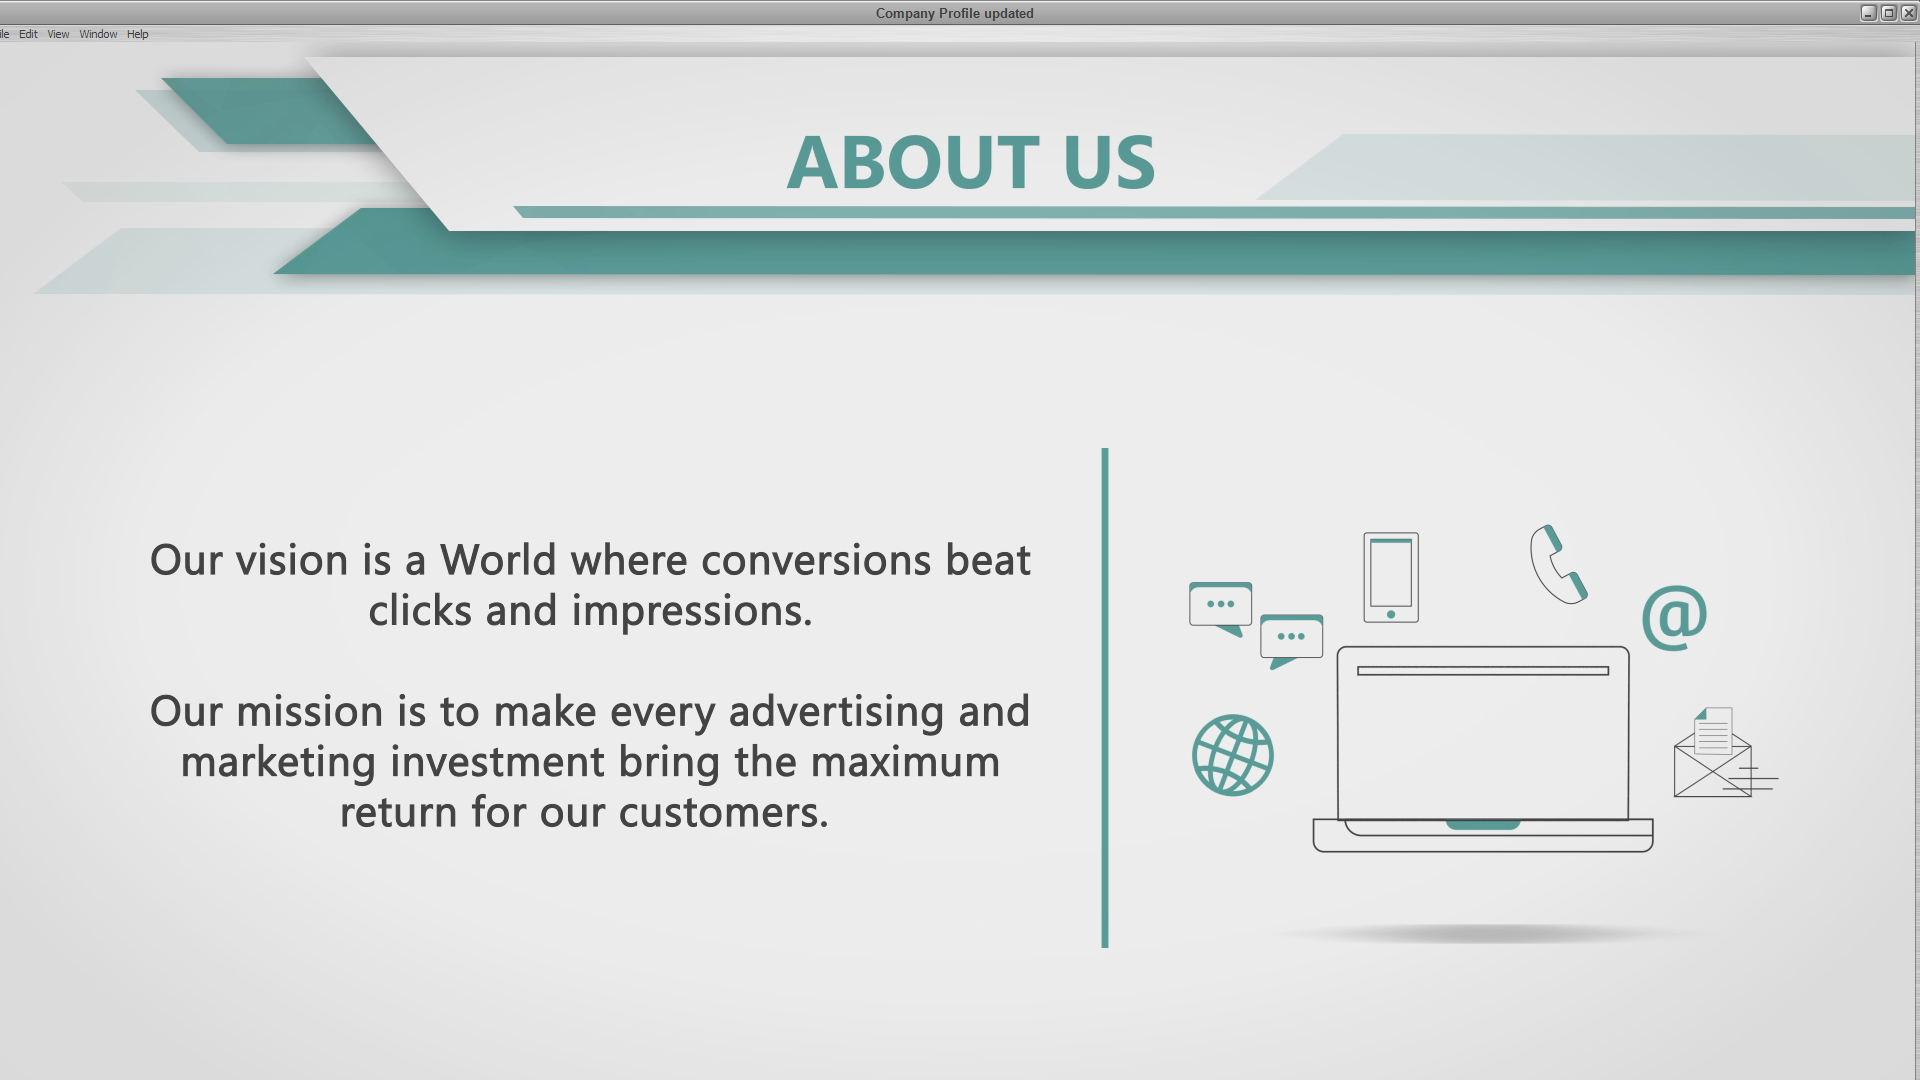 Company Profile updated
ile Edit View Window Help
ABOUT US
Our vision is a World where conversions beat
clicks and impressions.
Our mission is to make every advertising and
marketing investment bring the maximum
return for our customers.
@